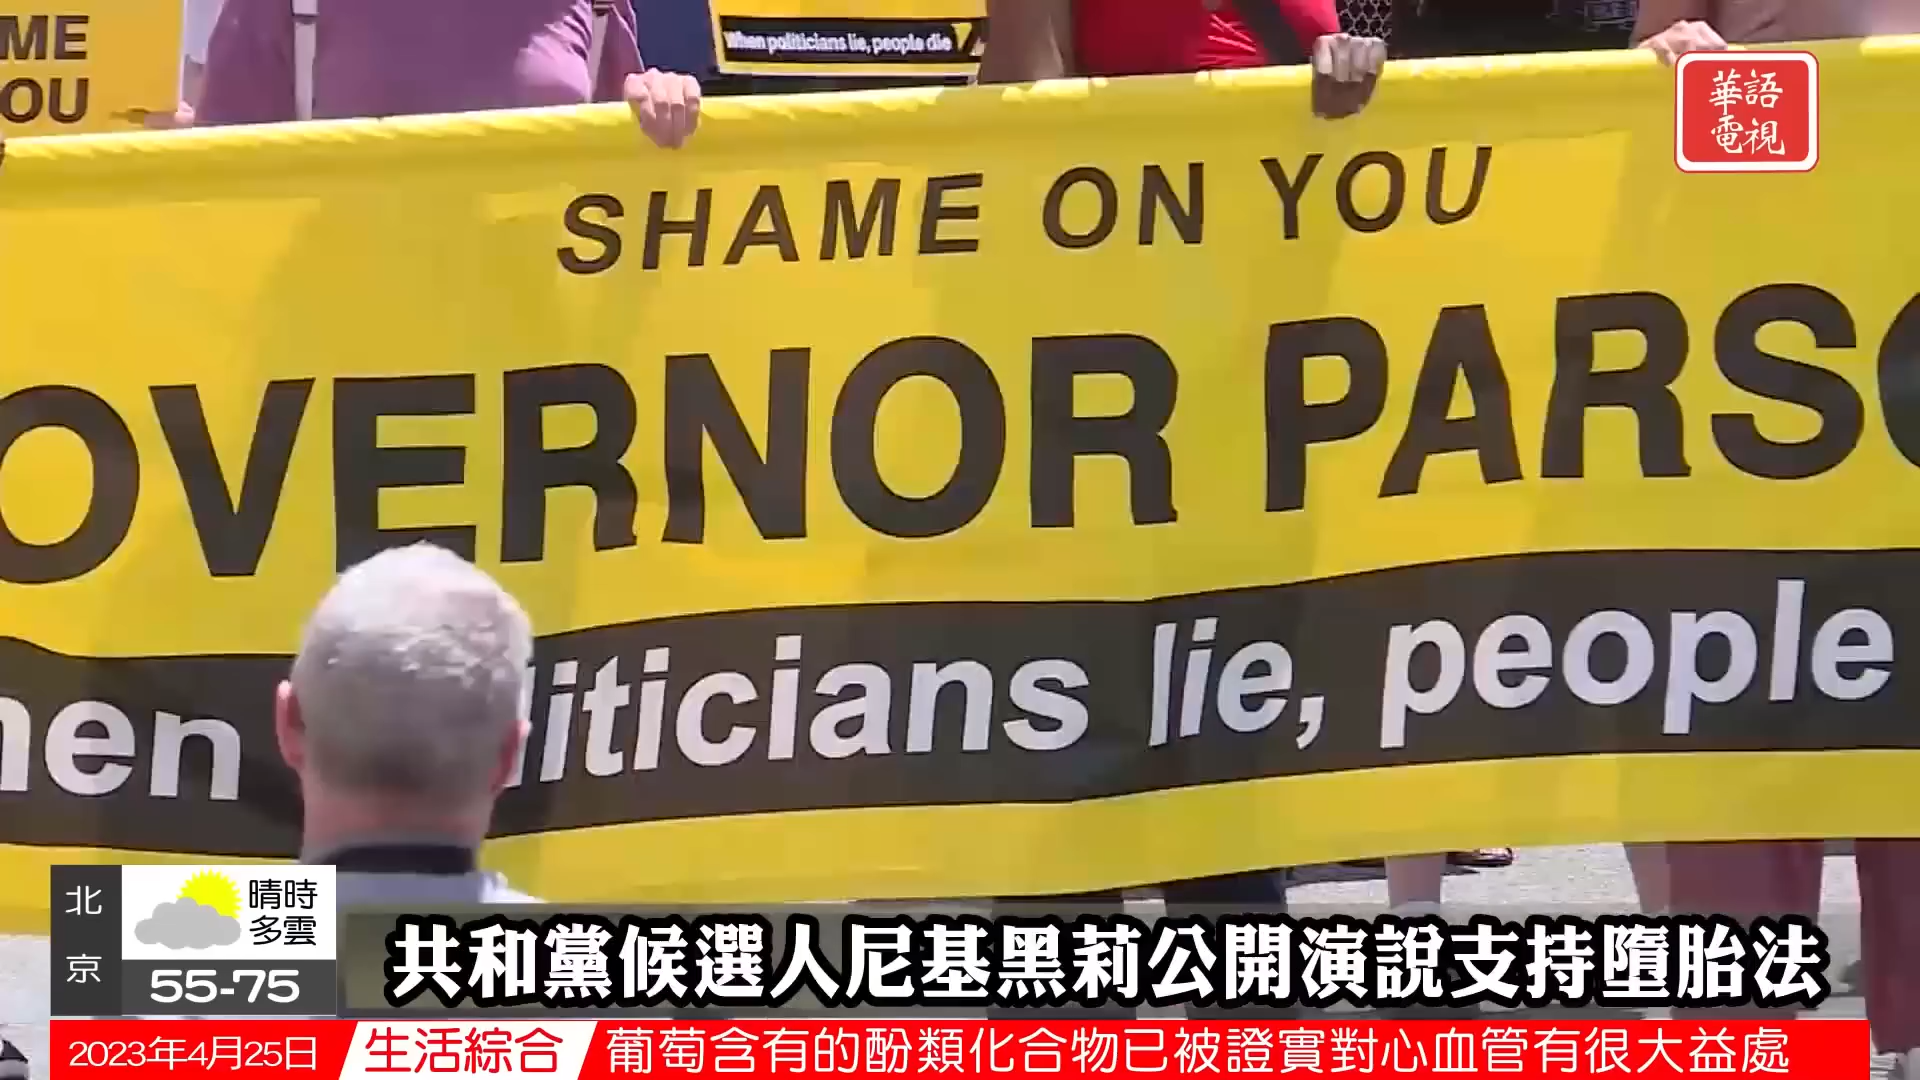 ME
OU
When politicians lie, people die
華語
電視
SHAME ON YOU
OVERNOR PARSO
hen liticians lie, people
北京
晴時
多雲
55-75
共和黨候選人尼基黑莉公開演說支持墮胎法
2023年4月25日
生活綜合
葡萄含有的酚類化合物已被證實對心血管有很大益處